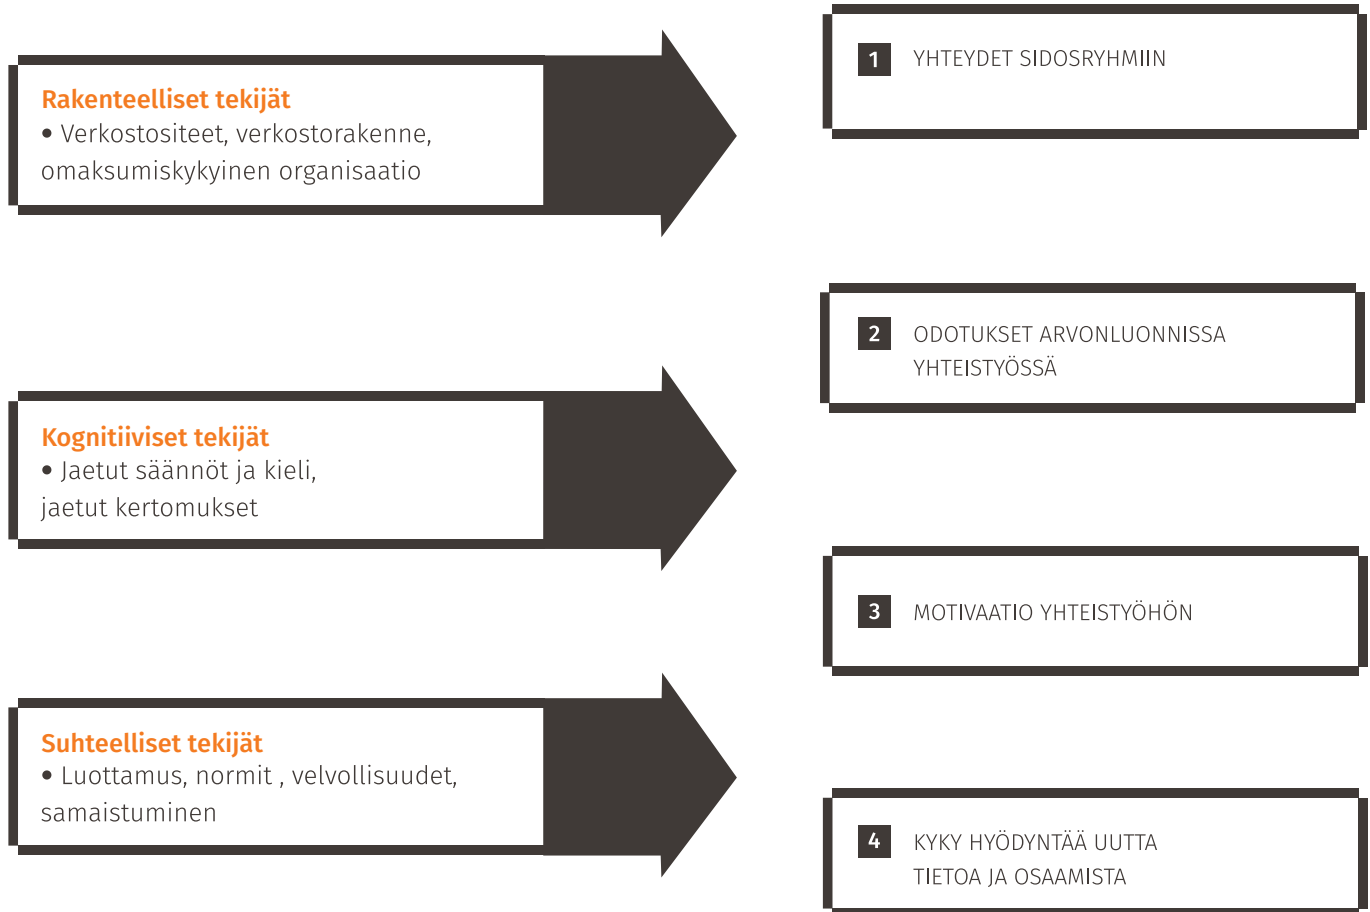 Rakenteelliset tekijät
• Verkostositeet, verkostorakenne,
omaksumiskykyinen organisaatio
Kognitiiviset tekijät
• Jaetut säännöt ja kieli,
jaetut kertomukset
Suhteelliset tekijät
• Luottamus, normit , velvollisuudet,
samaistuminen
1 YHTEYDET SIDOSRYHMIIN
2 ODOTUKSET ARVONLUONNISSA
YHTEISTYÖSSÄ
3 MOTIVAATIO YHTEISTYÖHÖN
4 KYKY HYÖDYNTÄÄ UUTTA
TIETOA JA OSAAMISTA